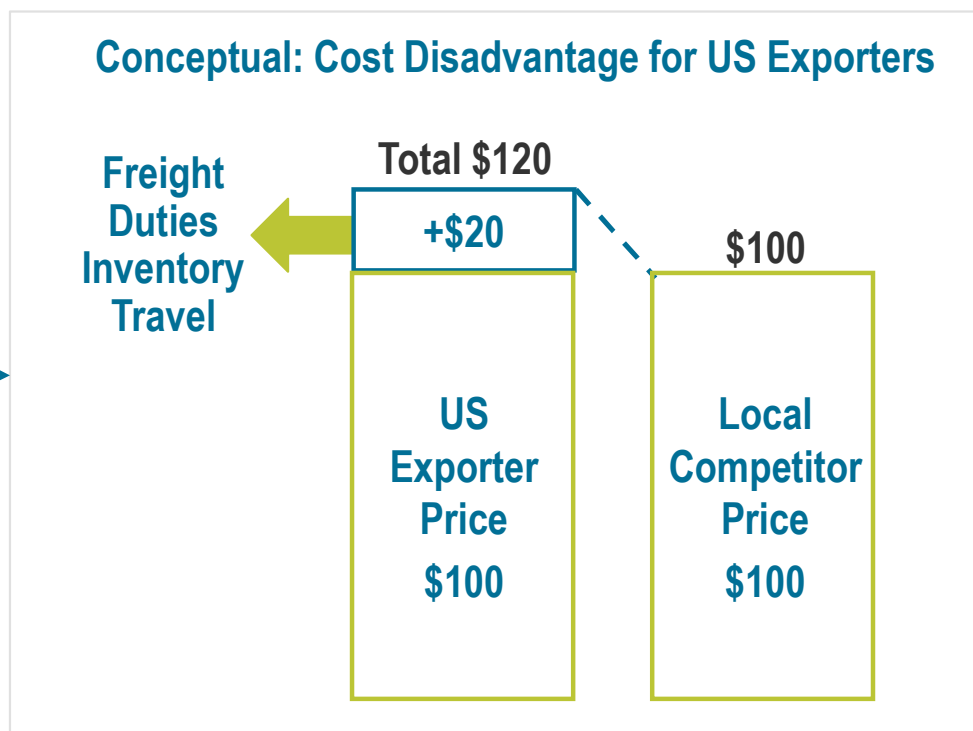 Conceptual: Cost Disadvantage for US Exporters
Freight
Duties
Inventory
Travel
Total $120
+$20
US
Exporter
Price
$100
$100
Local
Competitor
Price
$100